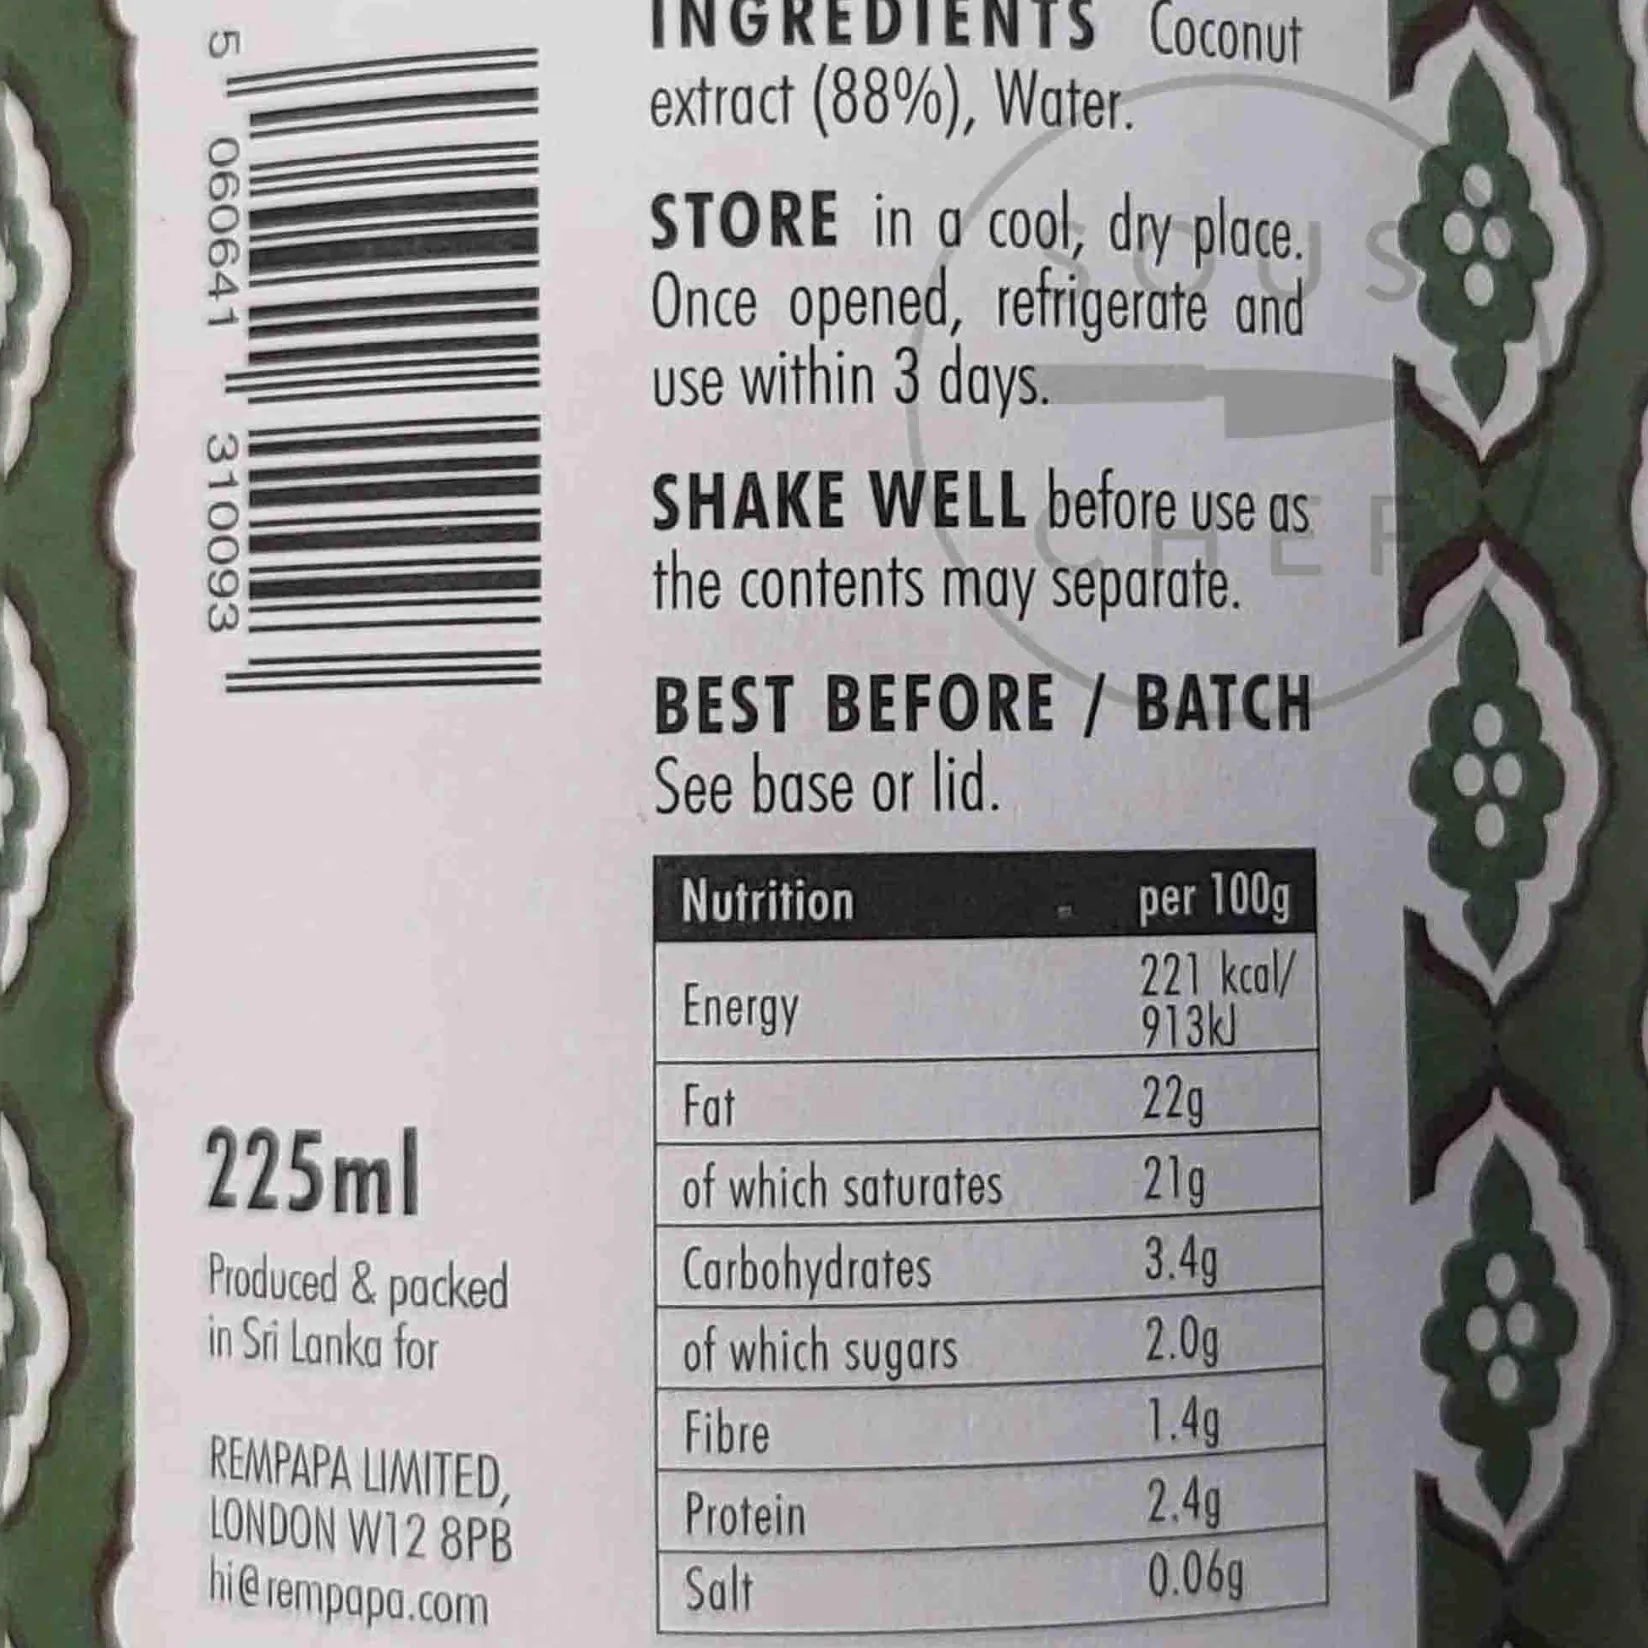 5 060641 310093
INGREDIENTS Coconut
extract (88%), Water.
STORE in a cool, dry place.
Once opened, refrigerate and
use within 3 days.
SHAKE WELL before use as
the contents may separate.
BEST BEFORE / BATCH
See base or lid.
Nutrition - per 100g
Energy 221 kcal/
913kJ
Fat 22g
of which saturates 21g
Carbohydrates 3.4g
of which sugars 2.0g
Fibre 1.4g
Protein 2.4g
Salt 0.06g
225ml
Produced & packed
in Sri Lanka for
REMPAPA LIMITED,
LONDON W12 8PB
hi@rempapa.com
SOUS
CHEF